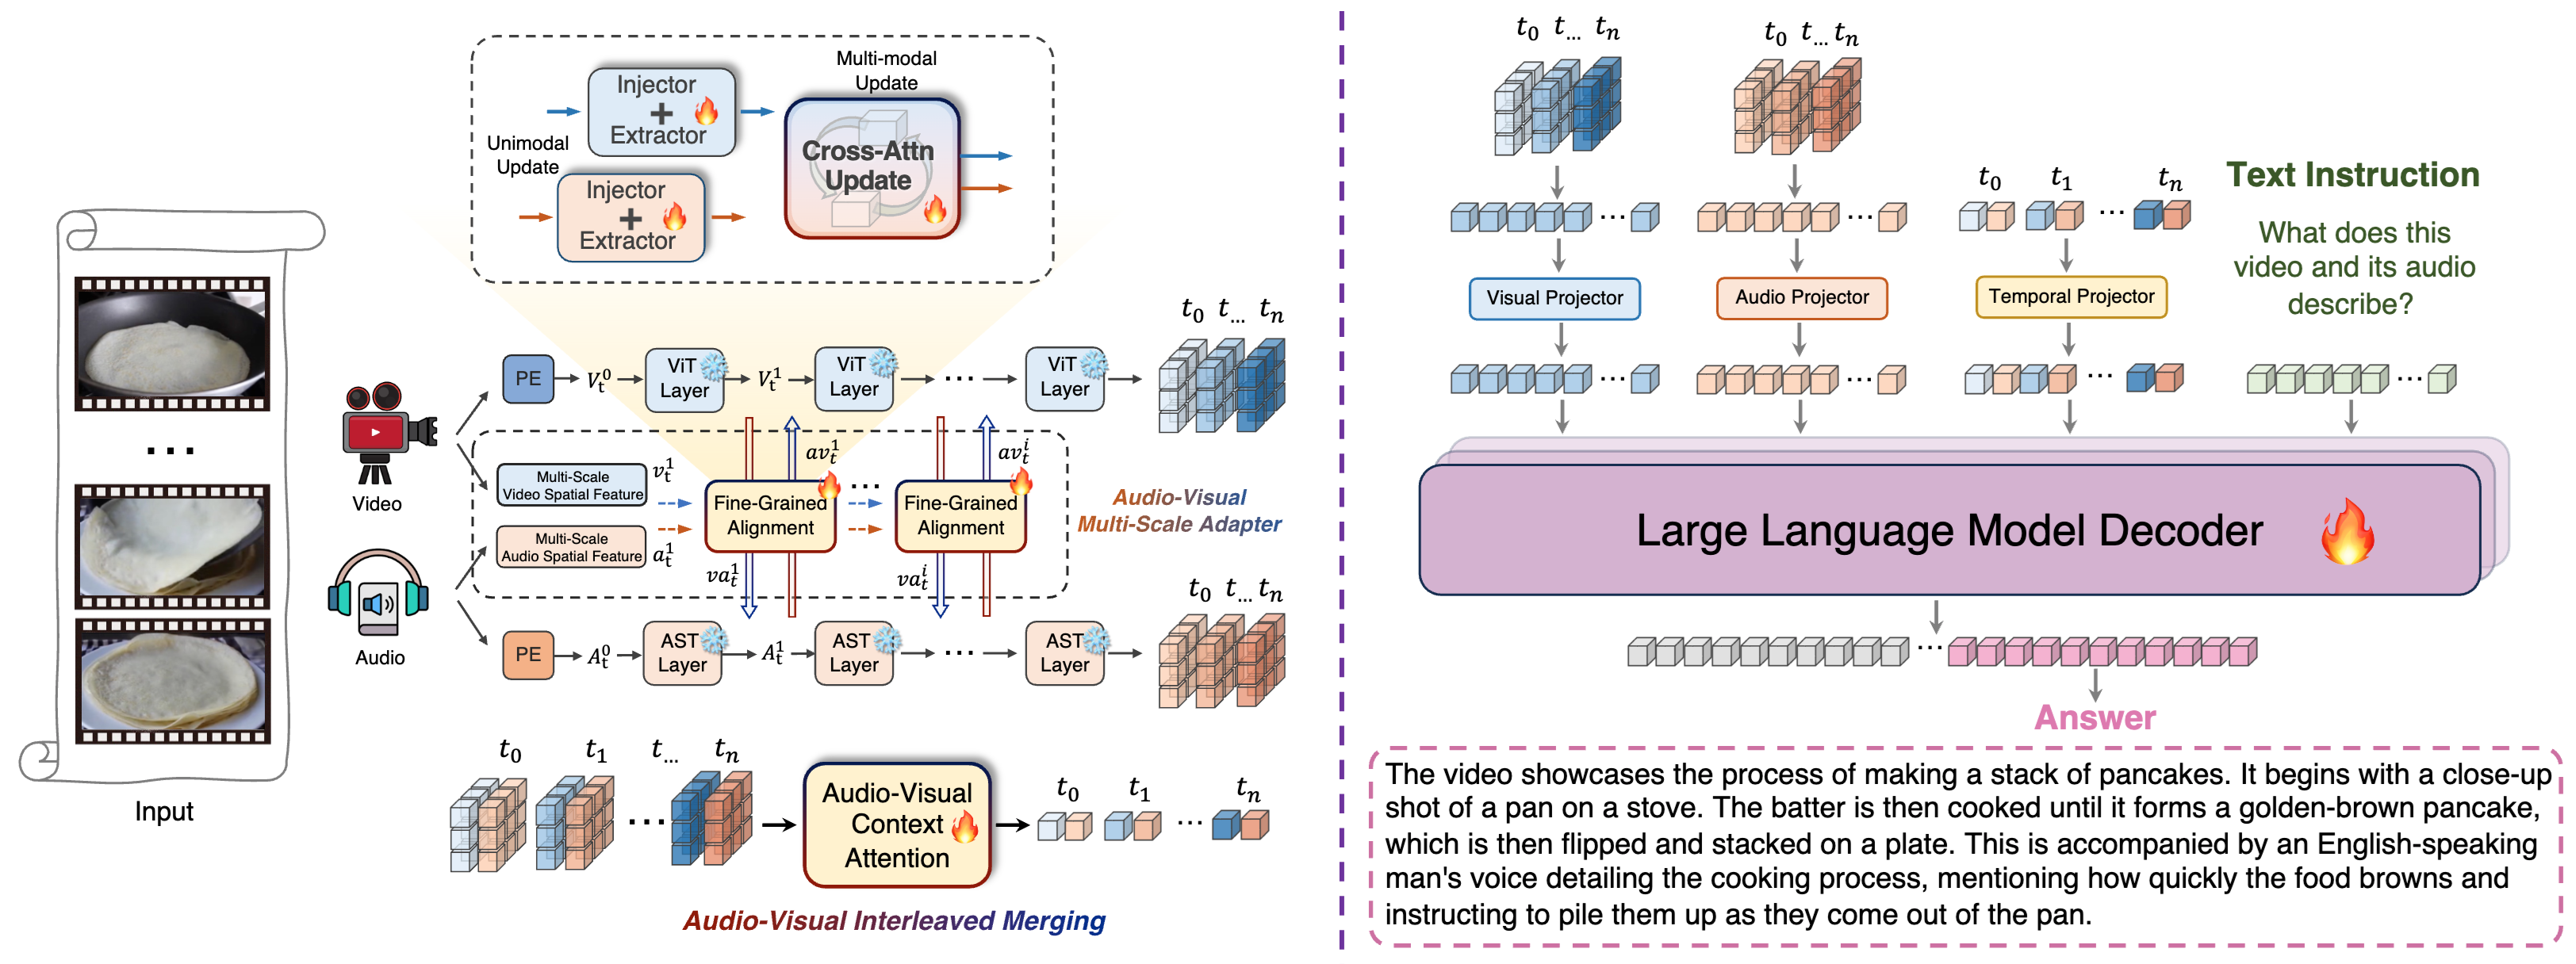 Multi-modal
Update
Injector
+
Extractor
Unimodal
Update
Injector
+
Extractor
Cross-Attn
Update
t_0 t_... t_n
PE
V_t^0
ViT
Layer
V_t^1
ViT
Layer
...
ViT
Layer
...
Video
Multi-Scale
Video Spatial Feature
v_t^1
Multi-Scale
Audio Spatial Feature
a_t^1
av_t^1
av_t^i
Fine-Grained
Alignment
...
Fine-Grained
Alignment
va_t^1
va_t^i
Audio-Visual
Multi-Scale Adapter
Audio
t_0 t_... t_n
PE
A_t^0
AST
Layer
A_t^1
AST
Layer
...
AST
Layer
Input
t_0 t_1 t_... t_n
...
Audio-Visual
Context
Attention
t_0 t_1 ... t_n
Audio-Visual Interleaved Merging
t_0 t_... t_n
t_0 t_... t_n
t_0 t_1 ... t_n
Text Instruction
What does this
video and its audio
describe?
... ...
Visual Projector
Audio Projector
Temporal Projector
... ... ... ...
Large Language Model Decoder
...
Answer
The video showcases the process of making a stack of pancakes. It begins with a close-up
shot of a pan on a stove. The batter is then cooked until it forms a golden-brown pancake,
which is then flipped and stacked on a plate. This is accompanied by an English-speaking
man's voice detailing the cooking process, mentioning how quickly the food browns and
instructing to pile them up as they come out of the pan.